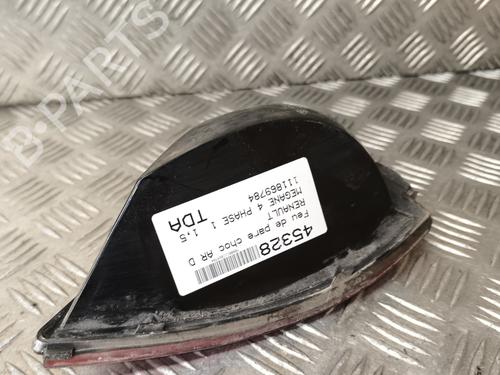 45328
Feu de pare choc AR D
RENAULT
MEGANE 4 PHASE 1 1.5
111869784
TDA
B-PARTS